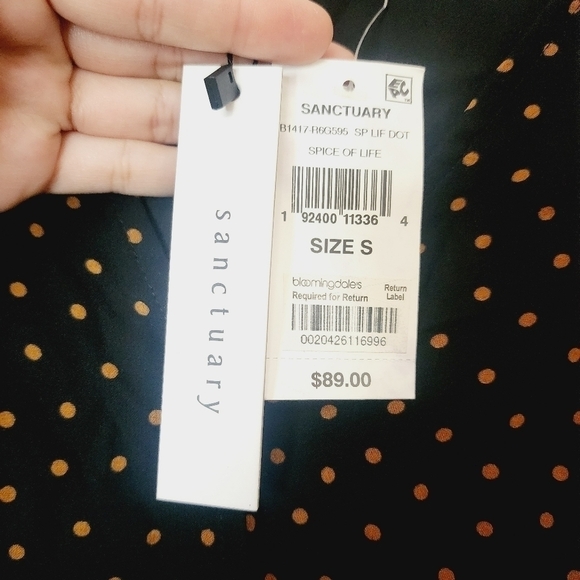 sanctuary
SANCTUARY
B1417-R6G595 SP LIF DOT
SPICE OF LIFE
1 92400 11336 4
SIZE S
bloomingdale's Return
Required for Return Label
0020426116996
$89.00